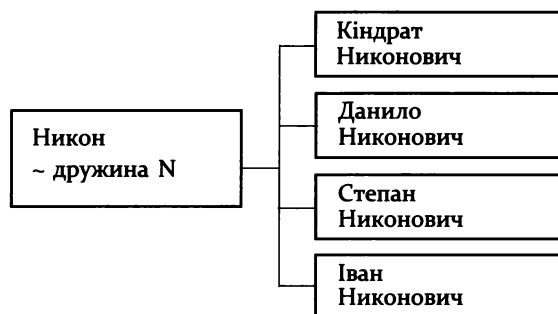 Никон
~ дружина N
Кіндрат
Никонович
Данило
Никонович
Степан
Никонович
Іван
Никонович